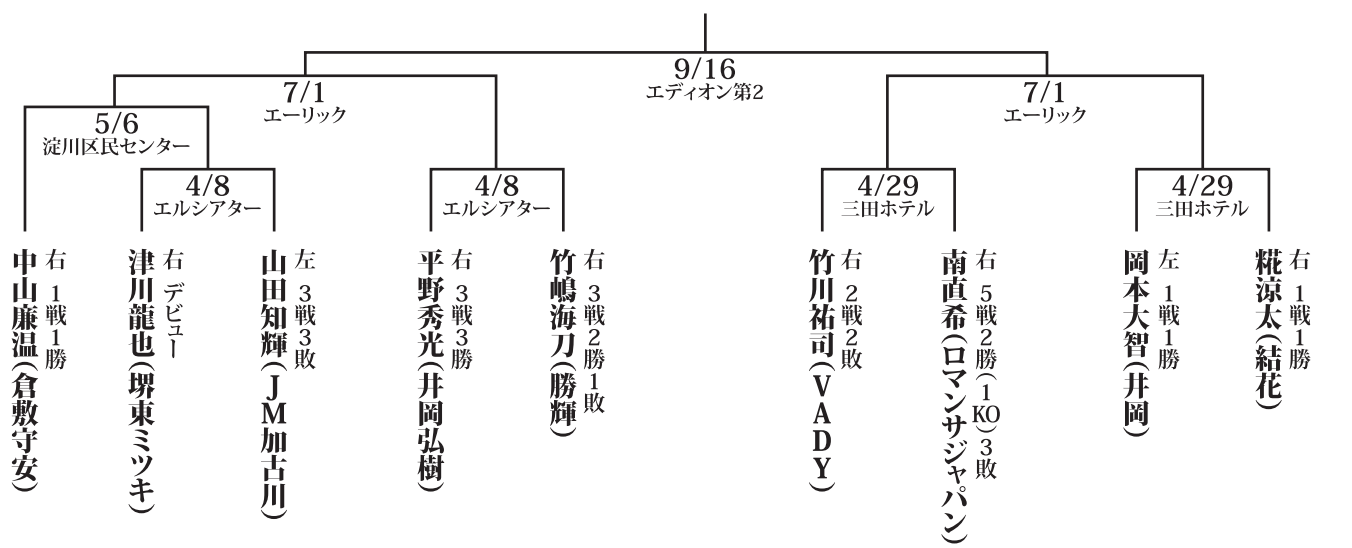 9/16
エディオン第2
7/1
エーリック
7/1
エーリック
5/6
淀川区民センター
4/8
エルシアター
4/8
エルシアター
4/29
三田ホテル
4/29
三田ホテル
中山廉温(倉敷守安)
右 1戦1勝
津川龍也(堺東ミツキ)
右 デビュー
山田知輝(JM加古川)
左 3戦3敗
平野秀光(井岡弘樹)
右 3戦3勝
竹嶋海刀(勝輝)
右 3戦2勝1敗
竹川祐司(VADY)
右 2戦2敗
南直希(ロマンサジャパン)
右 5戦2勝(1KO)3敗
岡本大智(井岡)
左 1戦1勝
糀涼太(結花)
右 1戦1勝